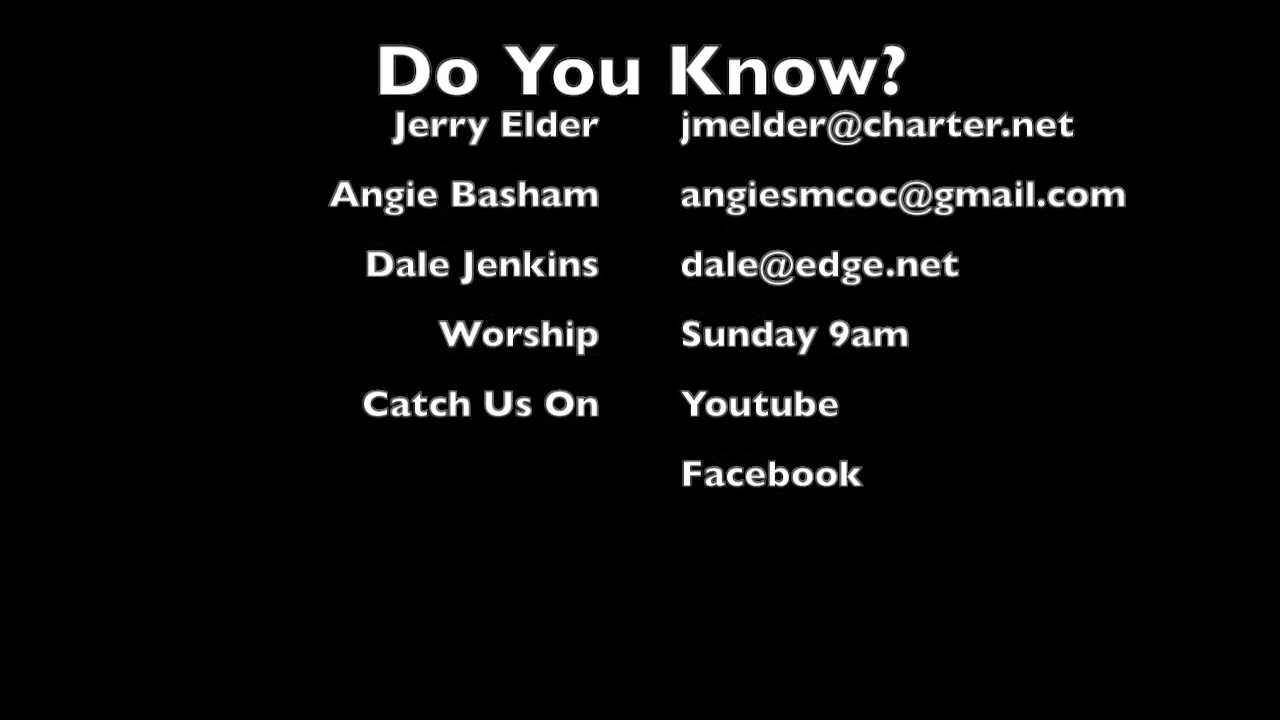 Do You Know?
Jerry Elder jmelder@charter.net
Angie Basham angiesmcoc@gmail.com
Dale Jenkins dale@edge.net
Worship Sunday 9am
Catch Us On Youtube
Facebook